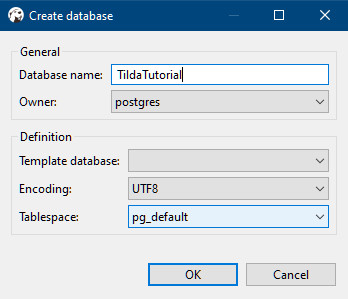 Create database
General
Database name: TildaTutorial
Owner: postgres
Definition
Template database:
Encoding: UTF8
Tablespace: pg_default
OK Cancel